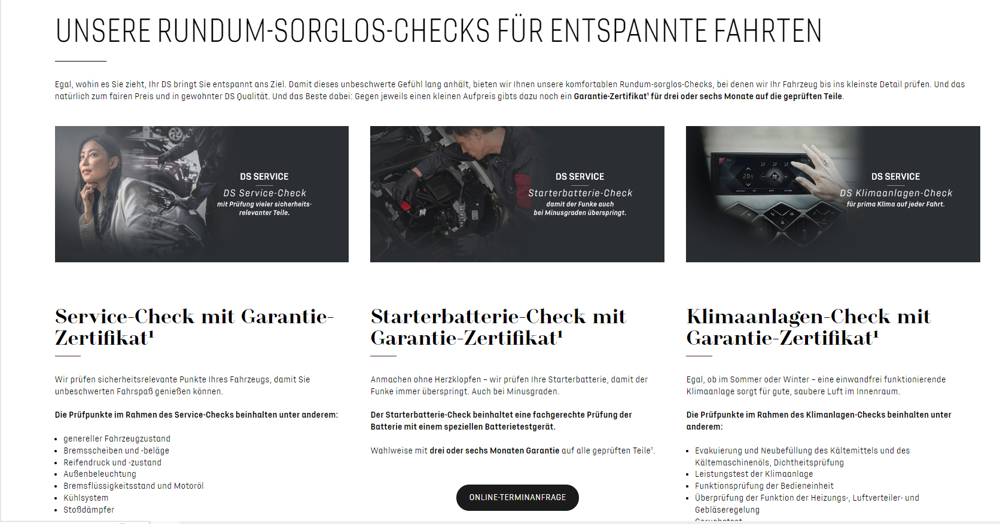 UNSERE RUNDUM-SORGLOS-CHECKS FÜR ENTSPANNTE FAHRTEN
Egal, wohin es Sie zieht, Ihr DS bringt Sie entspannt ans Ziel. Damit dieses unbeschwerte Gefühl lang anhält, bieten wir Ihnen unsere komfortablen Rundum-sorglos-Checks, bei denen wir Ihr Fahrzeug bis ins kleinste Detail prüfen. Und das
natürlich zum fairen Preis und in gewohnter DS Qualität. Und das Beste dabei: Gegen jeweils einen kleinen Aufpreis gibts dazu noch ein Garantie-Zertifikat¹ für drei oder sechs Monate auf die geprüften Teile.
DS SERVICE
DS Service-Check
mit Prüfung vieler sicherheits-
relevanter Teile.
DS SERVICE
Starterbatterie-Check
damit der Funke auch
bei Minusgraden überspringt.
20.5
OPTIONS
A/C
AUTO
DS SERVICE
DS Klimaanlagen-Check
für prima Klima auf jeder Fahrt.
Service-Check mit Garantie-
Zertifikat¹
Wir prüfen sicherheitsrelevante Punkte Ihres Fahrzeugs, damit Sie
unbeschwerten Fahrspaß genießen können.
Die Prüfpunkte im Rahmen des Service-Checks beinhalten unter anderem:
• genereller Fahrzeugzustand
• Bremsscheiben und -beläge
• Reifendruck und -zustand
• Außenbeleuchtung
• Bremsflüssigkeitsstand und Motoröl
• Kühlsystem
• Stoßdämpfer
Starterbatterie-Check mit
Garantie-Zertifikat¹
Anmachen ohne Herzklopfen – wir prüfen Ihre Starterbatterie, damit der
Funke immer überspringt. Auch bei Minusgraden.
Der Starterbatterie-Check beinhaltet eine fachgerechte Prüfung der
Batterie mit einem speziellen Batterietestgerät.
Wahlweise mit drei oder sechs Monaten Garantie auf alle geprüften Teile¹.
ONLINE-TERMINANFRAGE
Klimaanlagen-Check mit
Garantie-Zertifikat¹
Egal, ob im Sommer oder Winter – eine einwandfrei funktionierende
Klimaanlage sorgt für gute, saubere Luft im Innenraum.
Die Prüfpunkte im Rahmen des Klimanlagen-Checks beinhalten unter
anderem:
• Evakuierung und Neubefüllung des Kältemittels und des
Kältemaschinenöls, Dichtheitsprüfung
• Leistungstest der Klimaanlage
• Funktionsprüfung der Bedieneinheit
• Überprüfung der Funktion der Heizungs-, Luftverteiler- und
Gebläseregelung